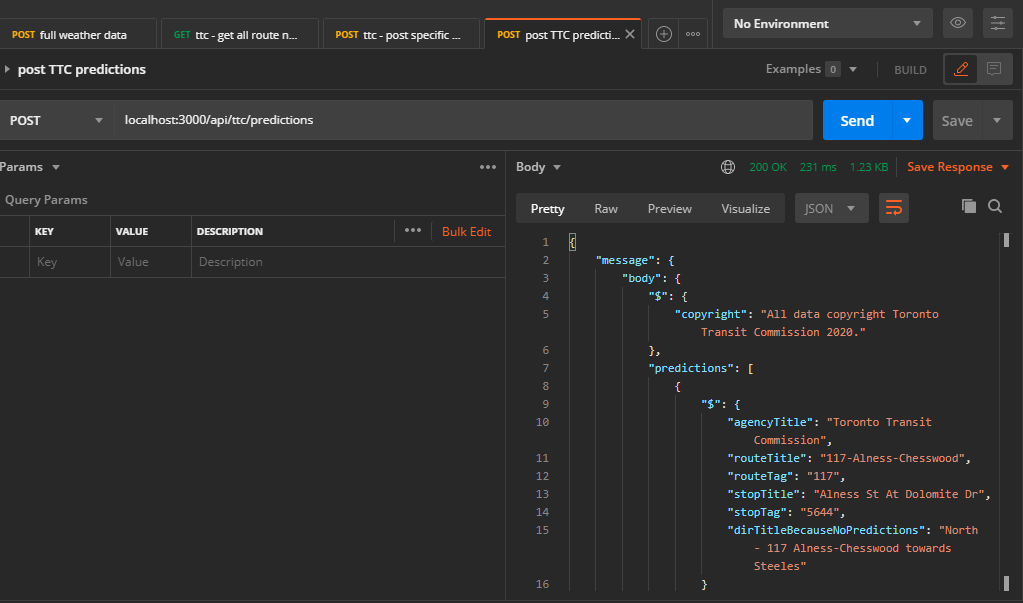 POST full weather data
GET ttc - get all route n...
POST ttc - post specific ...
POST post TTC predicti...
No Environment
post TTC predictions
Examples 0
BUILD
POST
localhost:3000/api/ttc/predictions
Send
Save
Params
Query Params
KEY VALUE DESCRIPTION
Bulk Edit
Key Value Description
Body
200 OK 231 ms 1.23 KB
Save Response
Pretty Raw Preview Visualize
JSON
1 {
2 "message": {
3 "body": {
4 "$": {
5 "copyright": "All data copyright Toronto
Transit Commission 2020."
6 },
7 "predictions": [
8 {
9 "$": {
10 "agencyTitle": "Toronto Transit
Commission",
11 "routeTitle": "117-Alness-Chesswood",
12 "routeTag": "117",
13 "stopTitle": "Alness St At Dolomite Dr",
14 "stopTag": "5644",
15 "dirTitleBecauseNoPredictions": "North
- 117 Alness-Chesswood towards
Steeles"
16 }